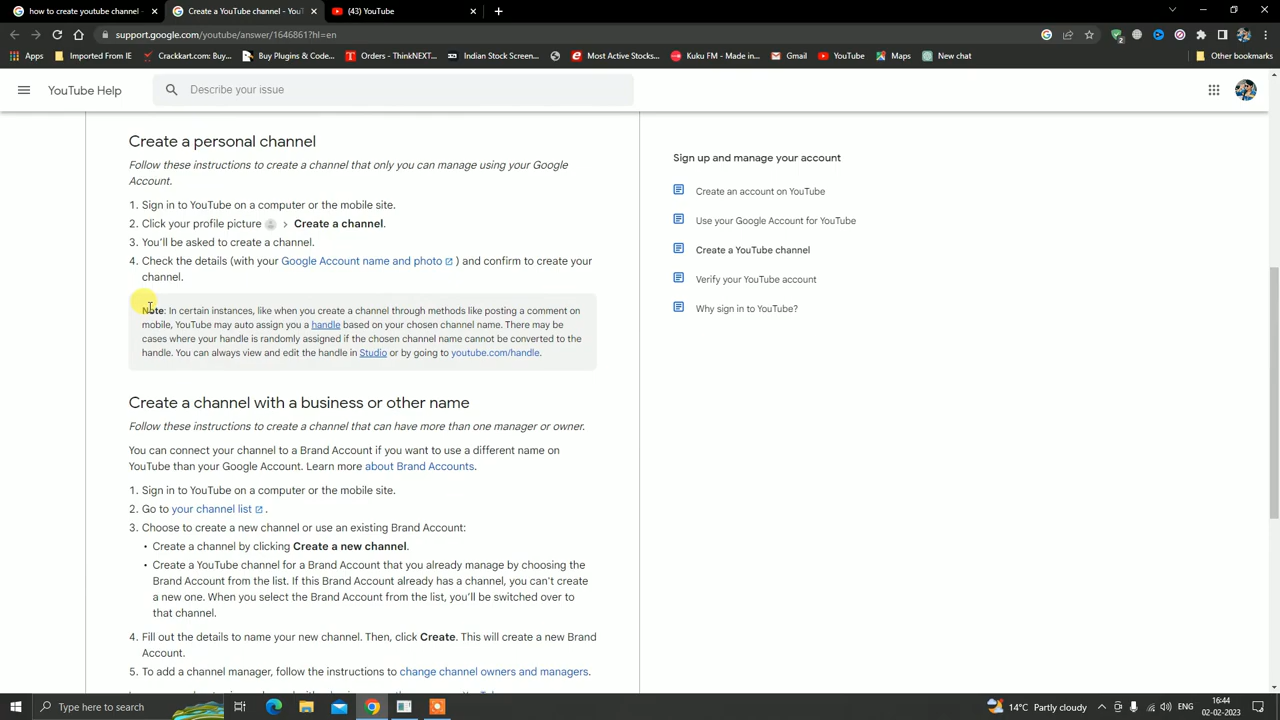 how to create youtube channel -
Create a YouTube channel - YouT
(43) YouTube
support.google.com/youtube/answer/1646861?hl=en
Apps
Imported From IE
Crackkart.com: Buy...
Buy Plugins & Code...
Orders - ThinkNEXT...
Indian Stock Screen...
Most Active Stocks...
Kuku FM - Made in...
Gmail
YouTube
Maps
New chat
Other bookmarks
YouTube Help
Describe your issue
Create a personal channel
Follow these instructions to create a channel that only you can manage using your Google
Account.
1. Sign in to YouTube on a computer or the mobile site.
2. Click your profile picture > Create a channel.
3. You'll be asked to create a channel.
4. Check the details (with your Google Account name and photo ) and confirm to create your
channel.
Note: In certain instances, like when you create a channel through methods like posting a comment on
mobile, YouTube may auto assign you a handle based on your chosen channel name. There may be
cases where your handle is randomly assigned if the chosen channel name cannot be converted to the
handle. You can always view and edit the handle in Studio or by going to youtube.com/handle.
Create a channel with a business or other name
Follow these instructions to create a channel that can have more than one manager or owner.
You can connect your channel to a Brand Account if you want to use a different name on
YouTube than your Google Account. Learn more about Brand Accounts.
1. Sign in to YouTube on a computer or the mobile site.
2. Go to your channel list .
3. Choose to create a new channel or use an existing Brand Account:
• Create a channel by clicking Create a new channel.
• Create a YouTube channel for a Brand Account that you already manage by choosing the
Brand Account from the list. If this Brand Account already has a channel, you can't create
a new one. When you select the Brand Account from the list, you'll be switched over to
that channel.
4. Fill out the details to name your new channel. Then, click Create. This will create a new Brand
Account.
5. To add a channel manager, follow the instructions to change channel owners and managers.
Sign up and manage your account
Create an account on YouTube
Use your Google Account for YouTube
Create a YouTube channel
Verify your YouTube account
Why sign in to YouTube?
Type here to search
14°C Partly cloudy
ENG
16:44
02-02-2023